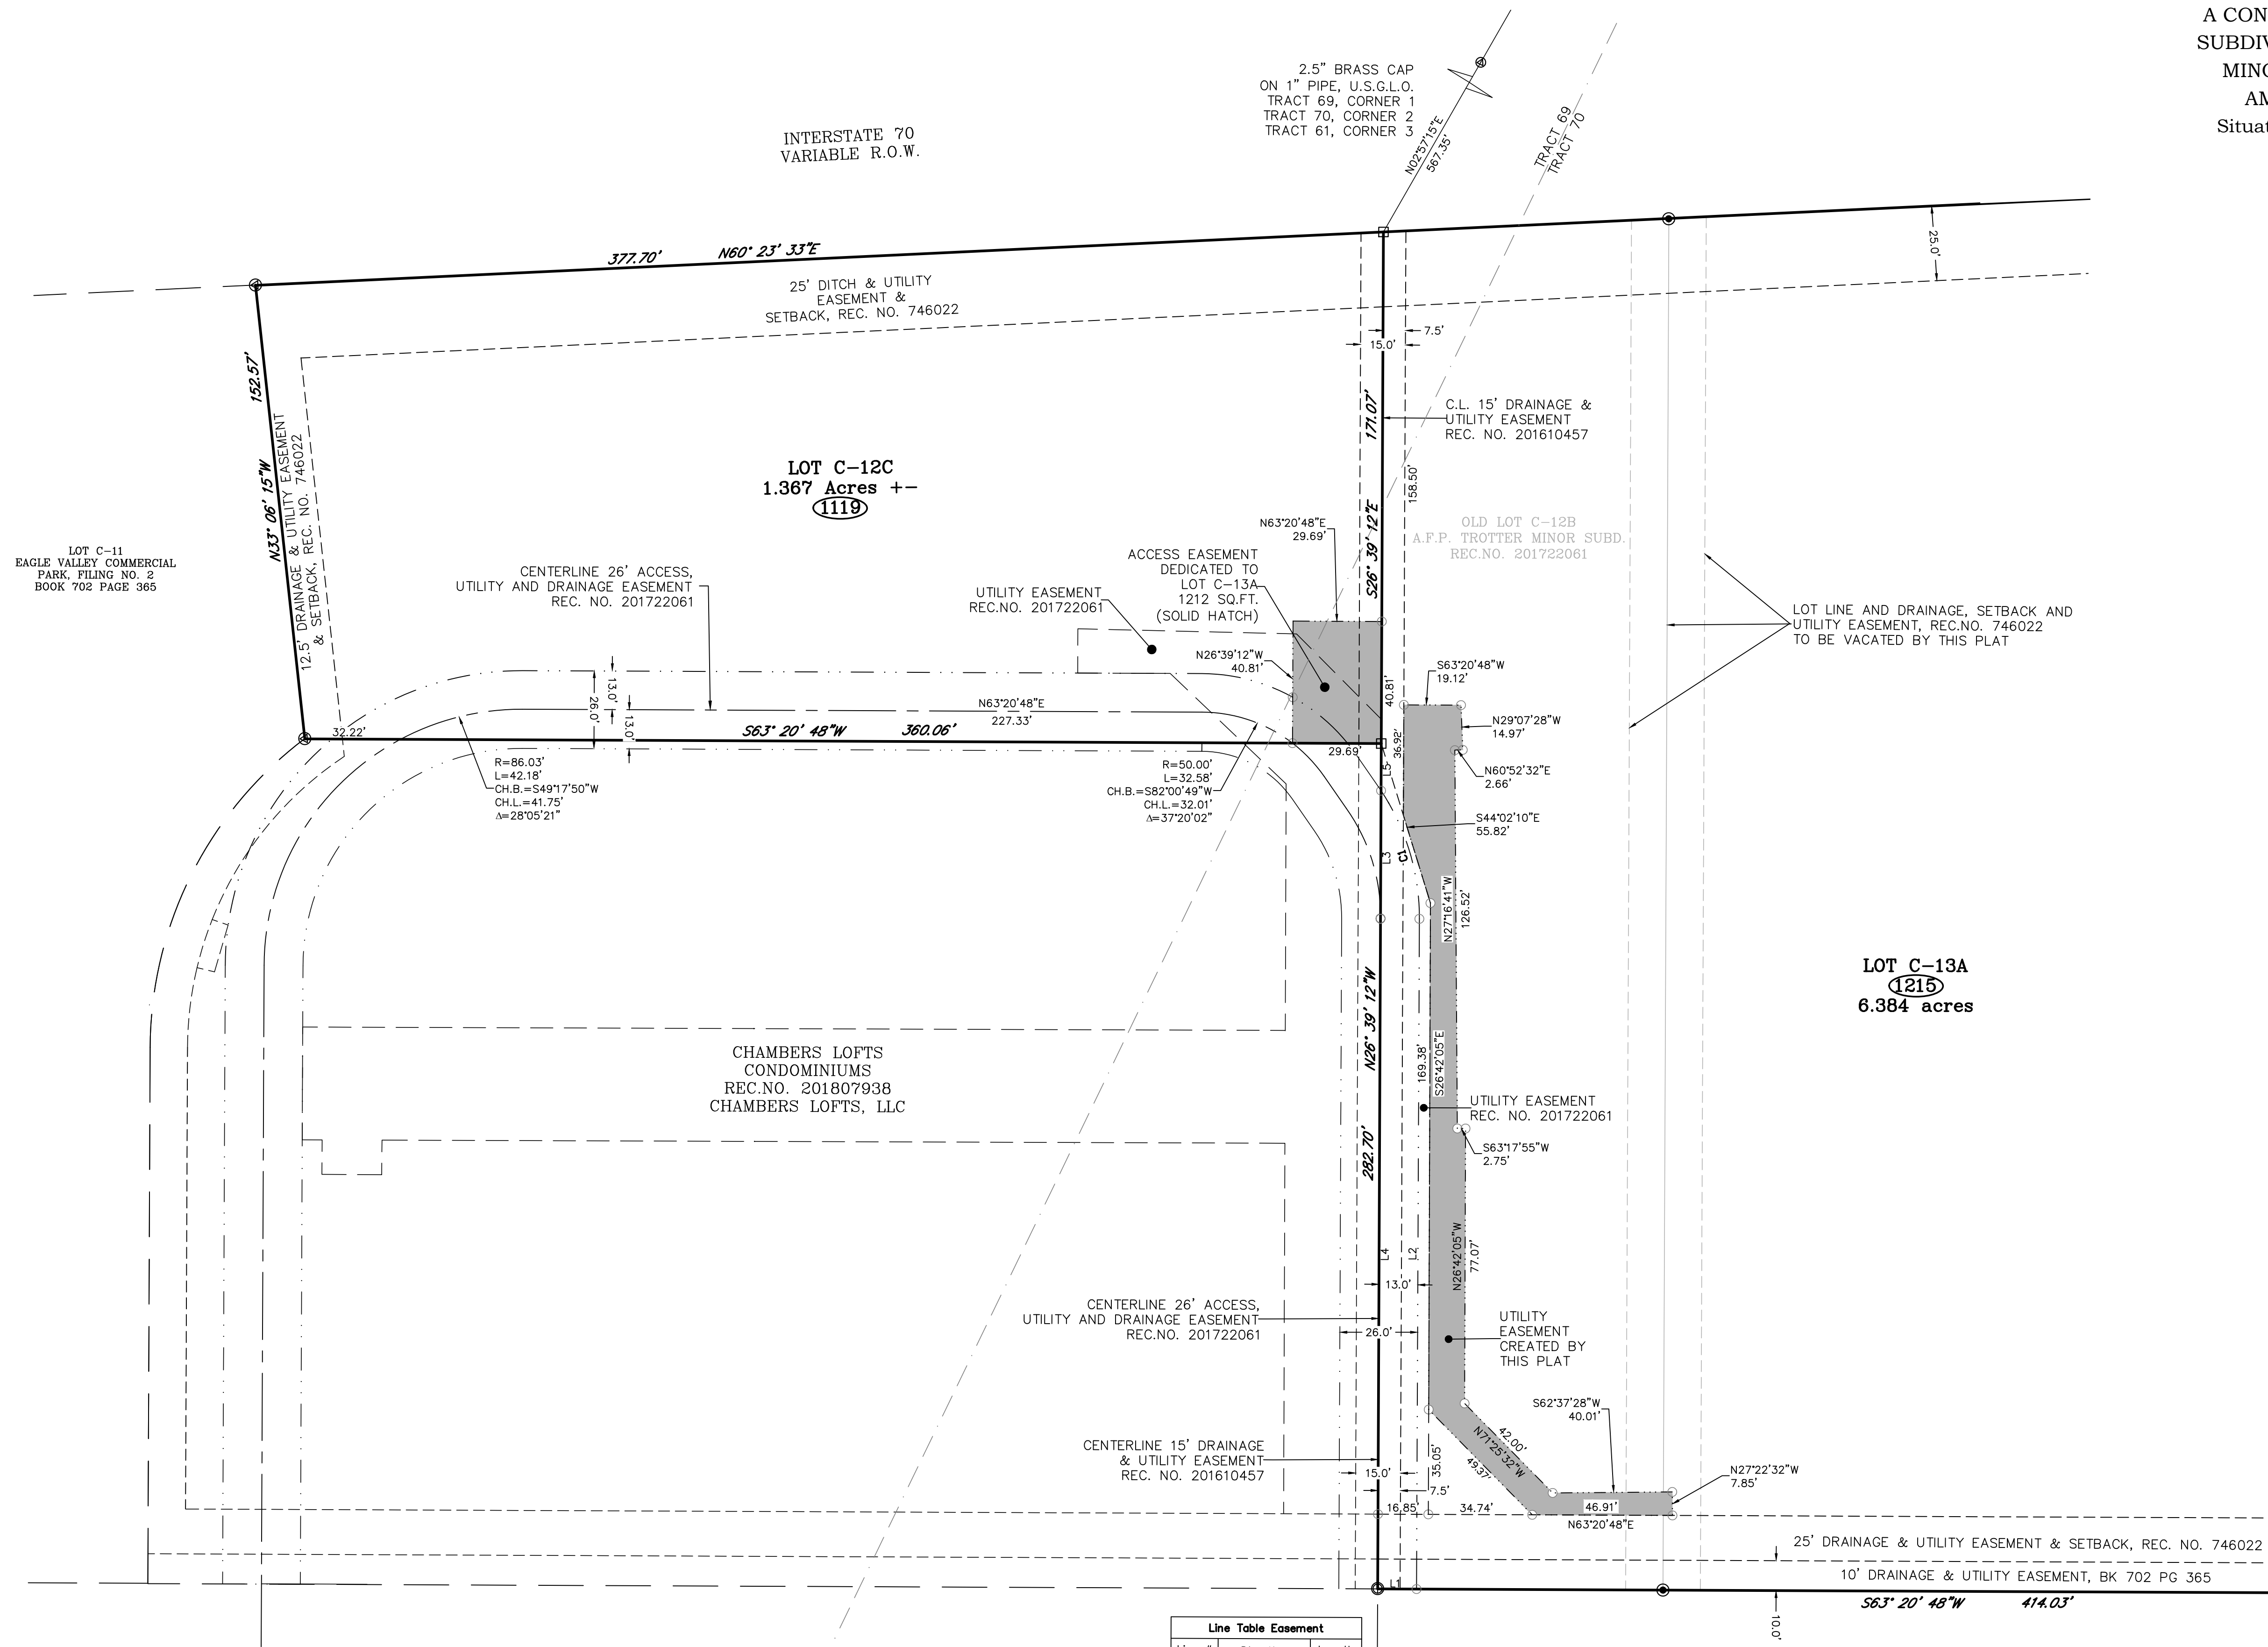 A CON
SUBDIV
MINO
AM
Situat
2.5" BRASS CAP
ON 1" PIPE, U.S.G.L.O.
TRACT 69, CORNER 1
TRACT 70, CORNER 2
TRACT 61, CORNER 3
N02°57'15"E
567.35'
TRACT 69
TRACT 70
INTERSTATE 70
VARIABLE R.O.W.
377.70' N60° 23' 33"E
25' DITCH & UTILITY
EASEMENT &
SETBACK, REC. NO. 746022
25.0'
7.5'
15.0'
152.57'
N33° 06' 15"W
12.5' DRAINAGE & UTILITY EASEMENT
& SETBACK, REC. NO. 746022
171.07'
S26° 39' 12"E
C.L. 15' DRAINAGE &
UTILITY EASEMENT
REC. NO. 201610457
158.50'
LOT C-12C
1.367 Acres +-
1119
OLD LOT C-12B
A.F.P. TROTTER MINOR SUBD.
REC.NO. 201722061
N63°20'48"E
29.69'
LOT C-11
EAGLE VALLEY COMMERCIAL
PARK, FILING NO. 2
BOOK 702 PAGE 365
CENTERLINE 26' ACCESS,
UTILITY AND DRAINAGE EASEMENT
REC. NO. 201722061
UTILITY EASEMENT
REC.NO. 201722061
ACCESS EASEMENT
DEDICATED TO
LOT C-13A
1212 SQ.FT.
(SOLID HATCH)
LOT LINE AND DRAINAGE, SETBACK AND
UTILITY EASEMENT, REC.NO. 746022
TO BE VACATED BY THIS PLAT
N26°39'12"W
40.81'
40.81'
S63°20'48"W
19.12'
N29°07'28"W
14.97'
N60°52'32"E
2.66'
13.0'
26.0'
13.0'
N63°20'48"E
227.33'
32.22'
S63° 20' 48"W 360.06'
29.69'
36.92'
L5
R=86.03'
L=42.18'
CH.B.=S49°17'50"W
CH.L.=41.75'
Δ=28°05'21"
R=50.00'
L=32.58'
CH.B.=S82°00'49"W
CH.L.=32.01'
Δ=37°20'02"
S44°02'10"E
55.82'
L3
C1
N27°16'41"W
126.52'
LOT C-13A
1215
6.384 acres
N26° 39' 12"W
282.70'
169.38'
S26°42'05"E
CHAMBERS LOFTS
CONDOMINIUMS
REC.NO. 201807938
CHAMBERS LOFTS, LLC
UTILITY EASEMENT
REC. NO. 201722061
S63°17'55"W
2.75'
L4
L2
N26°42'05"W
77.07'
13.0'
CENTERLINE 26' ACCESS,
UTILITY AND DRAINAGE EASEMENT
REC.NO. 201722061
26.0'
UTILITY
EASEMENT
CREATED BY
THIS PLAT
S62°37'28"W
40.01'
42.00'
N71°25'32"W
49.37'
CENTERLINE 15' DRAINAGE
& UTILITY EASEMENT
REC. NO. 201610457
15.0'
7.5'
35.05'
N27°22'32"W
7.85'
16.85'
34.74'
46.91'
N63°20'48"E
25' DRAINAGE & UTILITY EASEMENT & SETBACK, REC. NO. 746022
10' DRAINAGE & UTILITY EASEMENT, BK 702 PG 365
L1
S63° 20' 48"W 414.03'
10.0'
Line Table Easement